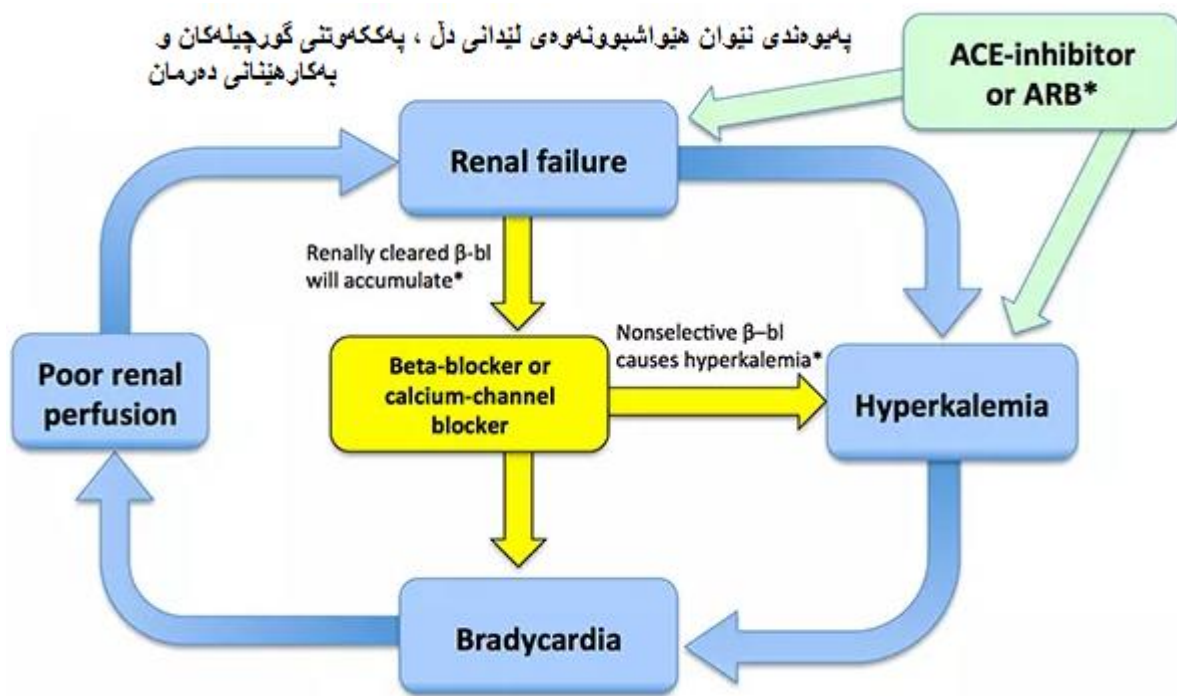 پەیوەندی نێوان هێواشبوونەوەی لێدانی دڵ ، پەککەوتنی گورچیلەکان و
بەکارهێنانی دەرمان
ACE-inhibitor
or ARB*
Renal failure
Renally cleared β-bl
will accumulate*
Nonselective β–bl
causes hyperkalemia*
Poor renal
perfusion
Beta-blocker or
calcium-channel
blocker
Hyperkalemia
Bradycardia